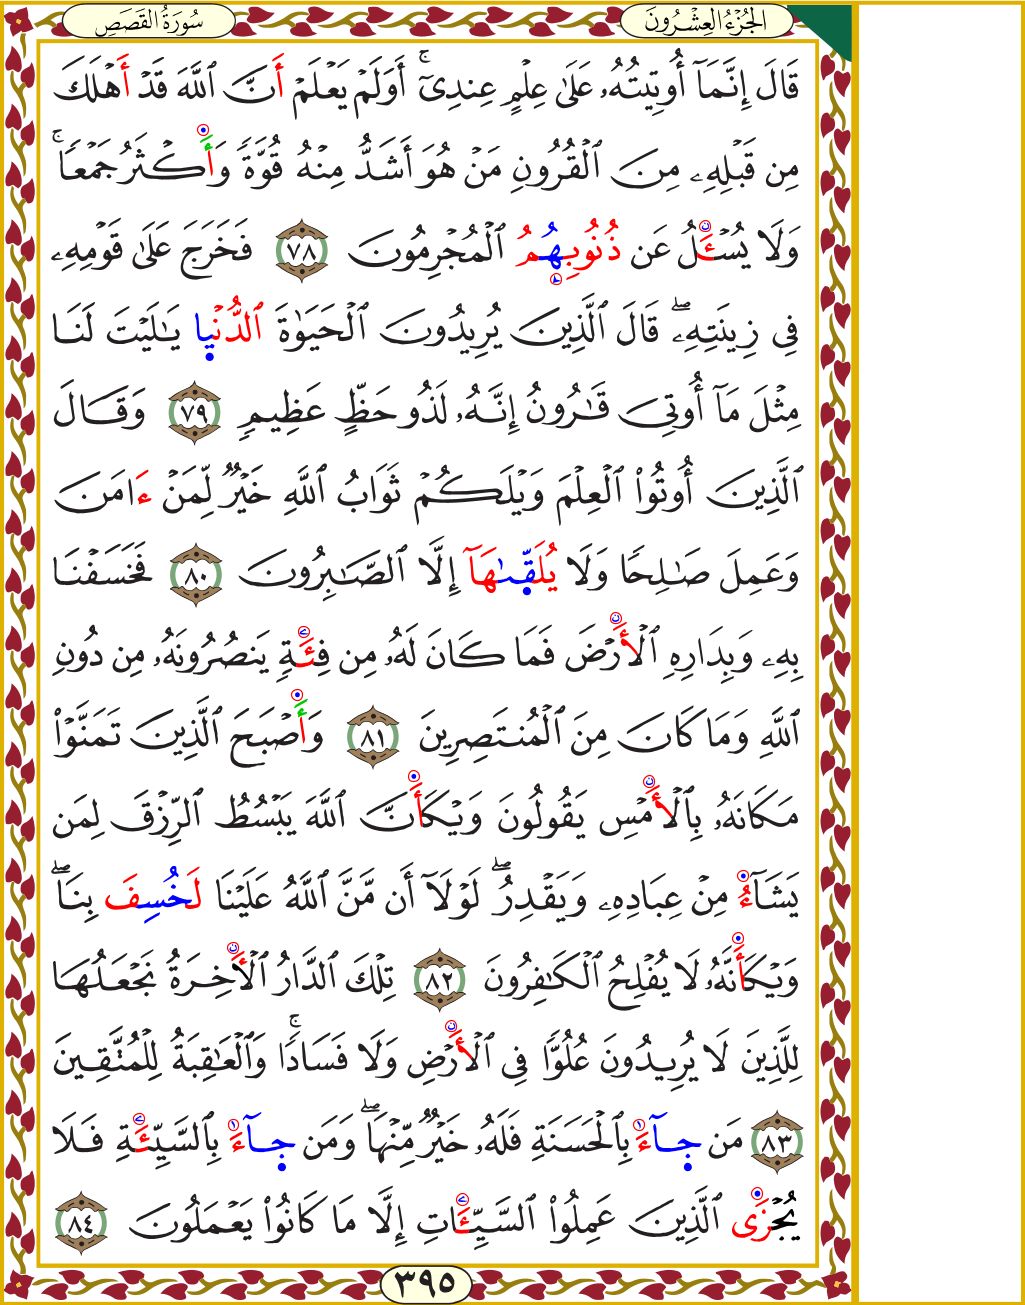 الجُزْءُ العِشْرُونَ
سُورَةُ القَصَصِ
قَالَ إِنَّمَآ أُوتِيتُهُۥ عَلَىٰ عِلْمٍ عِندِىٓ ۚ أَوَلَمْ يَعْلَمْ أَنَّ ٱللَّهَ قَدْ أَهْلَكَ
مِن قَبْلِهِۦ مِنَ ٱلْقُرُونِ مَنْ هُوَ أَشَدُّ مِنْهُ قُوَّةً وَأَكْثَرُ جَمْعًا ۚ
وَلَا يُسْـَٔلُ عَن ذُنُوبِهُمُ ٱلْمُجْرِمُونَ ٧٨ فَخَرَجَ عَلَىٰ قَوْمِهِۦ
فِى زِينَتِهِۦ ۖ قَالَ ٱلَّذِينَ يُرِيدُونَ ٱلْحَيَوٰةَ ٱلدُّنْيا يَـٰلَيْتَ لَنَا
مِثْلَ مَآ أُوتِىَ قَـٰرُونُ إِنَّهُۥ لَذُو حَظٍّ عَظِيمٍ ٧٩ وَقَالَ
ٱلَّذِينَ أُوتُوا۟ ٱلْعِلْمَ وَيْلَكُمْ ثَوَابُ ٱللَّهِ خَيْرٌ لِّمَنْ ءَامَنَ
وَعَمِلَ صَـٰلِحًا وَلَا يُلَقَّىٰهَآ إِلَّا ٱلصَّـٰبِرُونَ ٨٠ فَخَسَفْنَا
بِهِۦ وَبِدَارِهِ ٱلْأَرْضَ فَمَا كَانَ لَهُۥ مِن فِئَةٍ يَنصُرُونَهُۥ مِن دُونِ
ٱللَّهِ وَمَا كَانَ مِنَ ٱلْمُنتَصِرِينَ ٨١ وَأَصْبَحَ ٱلَّذِينَ تَمَنَّوْا۟
مَكَانَهُۥ بِٱلْأَمْسِ يَقُولُونَ وَيْكَأَنَّ ٱللَّهَ يَبْسُطُ ٱلرِّزْقَ لِمَن
يَشَآءُ مِنْ عِبَادِهِۦ وَيَقْدِرُ ۖ لَوْلَآ أَن مَّنَّ ٱللَّهُ عَلَيْنَا لَخُسِفَ بِنَا ۖ
وَيْكَأَنَّهُۥ لَا يُفْلِحُ ٱلْكَـٰفِرُونَ ٨٢ تِلْكَ ٱلدَّارُ ٱلْـَٔاخِرَةُ نَجْعَلُهَا
لِلَّذِينَ لَا يُرِيدُونَ عُلُوًّا فِى ٱلْأَرْضِ وَلَا فَسَادًا ۚ وَٱلْعَـٰقِبَةُ لِلْمُتَّقِينَ
٨٣ مَن جَآءَ بِٱلْحَسَنَةِ فَلَهُۥ خَيْرٌ مِّنْهَا ۖ وَمَن جَآءَ بِٱلسَّيِّئَةِ فَلَا
يُجْزَى ٱلَّذِينَ عَمِلُوا۟ ٱلسَّيِّـَٔاتِ إِلَّا مَا كَانُوا۟ يَعْمَلُونَ ٨٤
٣٩٥